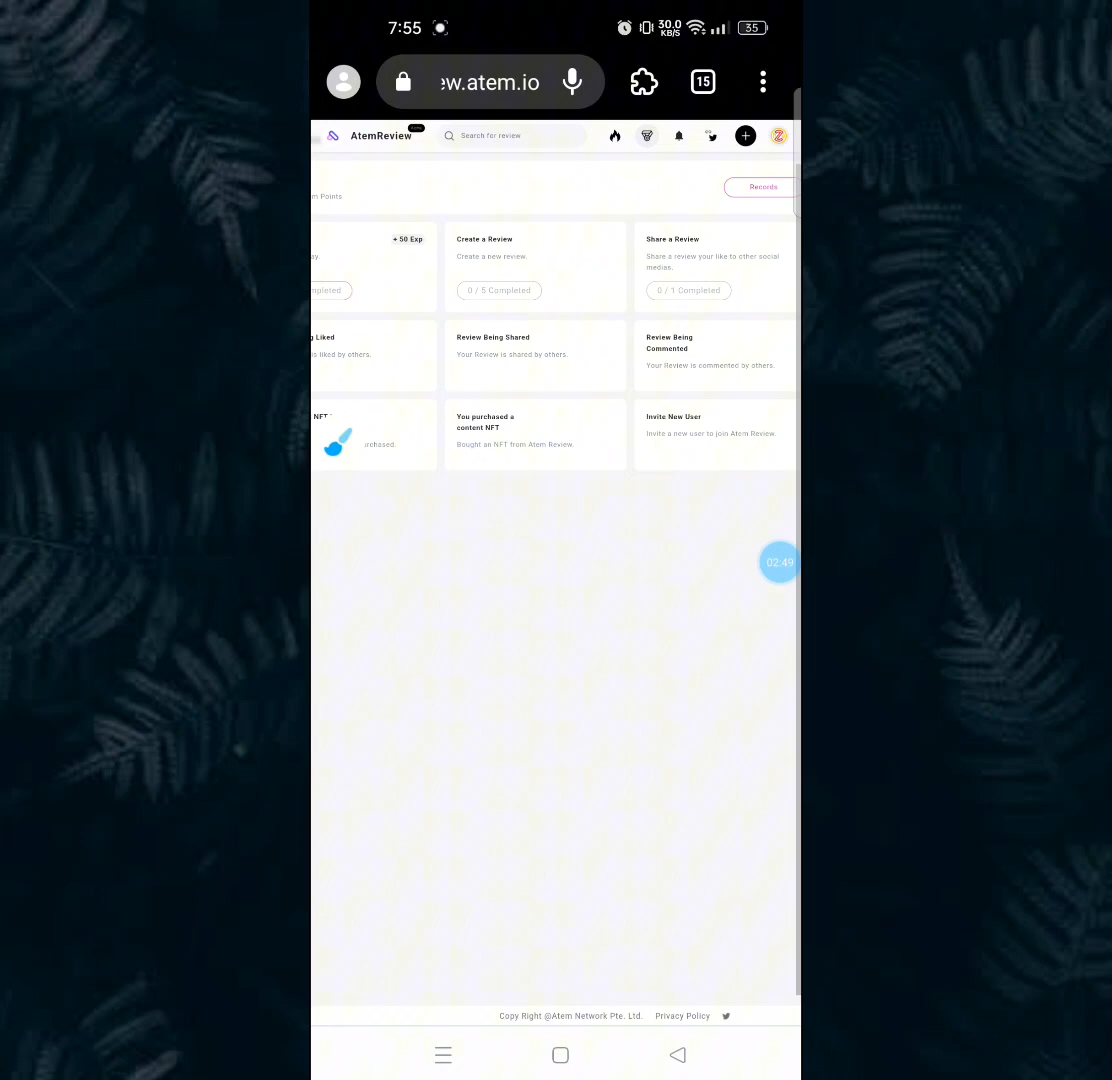 7:55
30.0
KB/S
35
ew.atem.io
15
AtemReview
Search for review
m Points
Records
+ 50 Exp
ay.
mpleted
Create a Review
Create a new review.
0 / 5 Completed
Share a Review
Share a review your like to other social
medias.
0 / 1 Completed
g Liked
is liked by others.
Review Being Shared
Your Review is shared by others.
Review Being
Commented
Your Review is commented by others.
NFT
rchased.
You purchased a
content NFT
Bought an NFT from Atem Review.
Invite New User
Invite a new user to join Atem Review.
02:49
Copy Right @Atem Network Pte. Ltd.
Privacy Policy